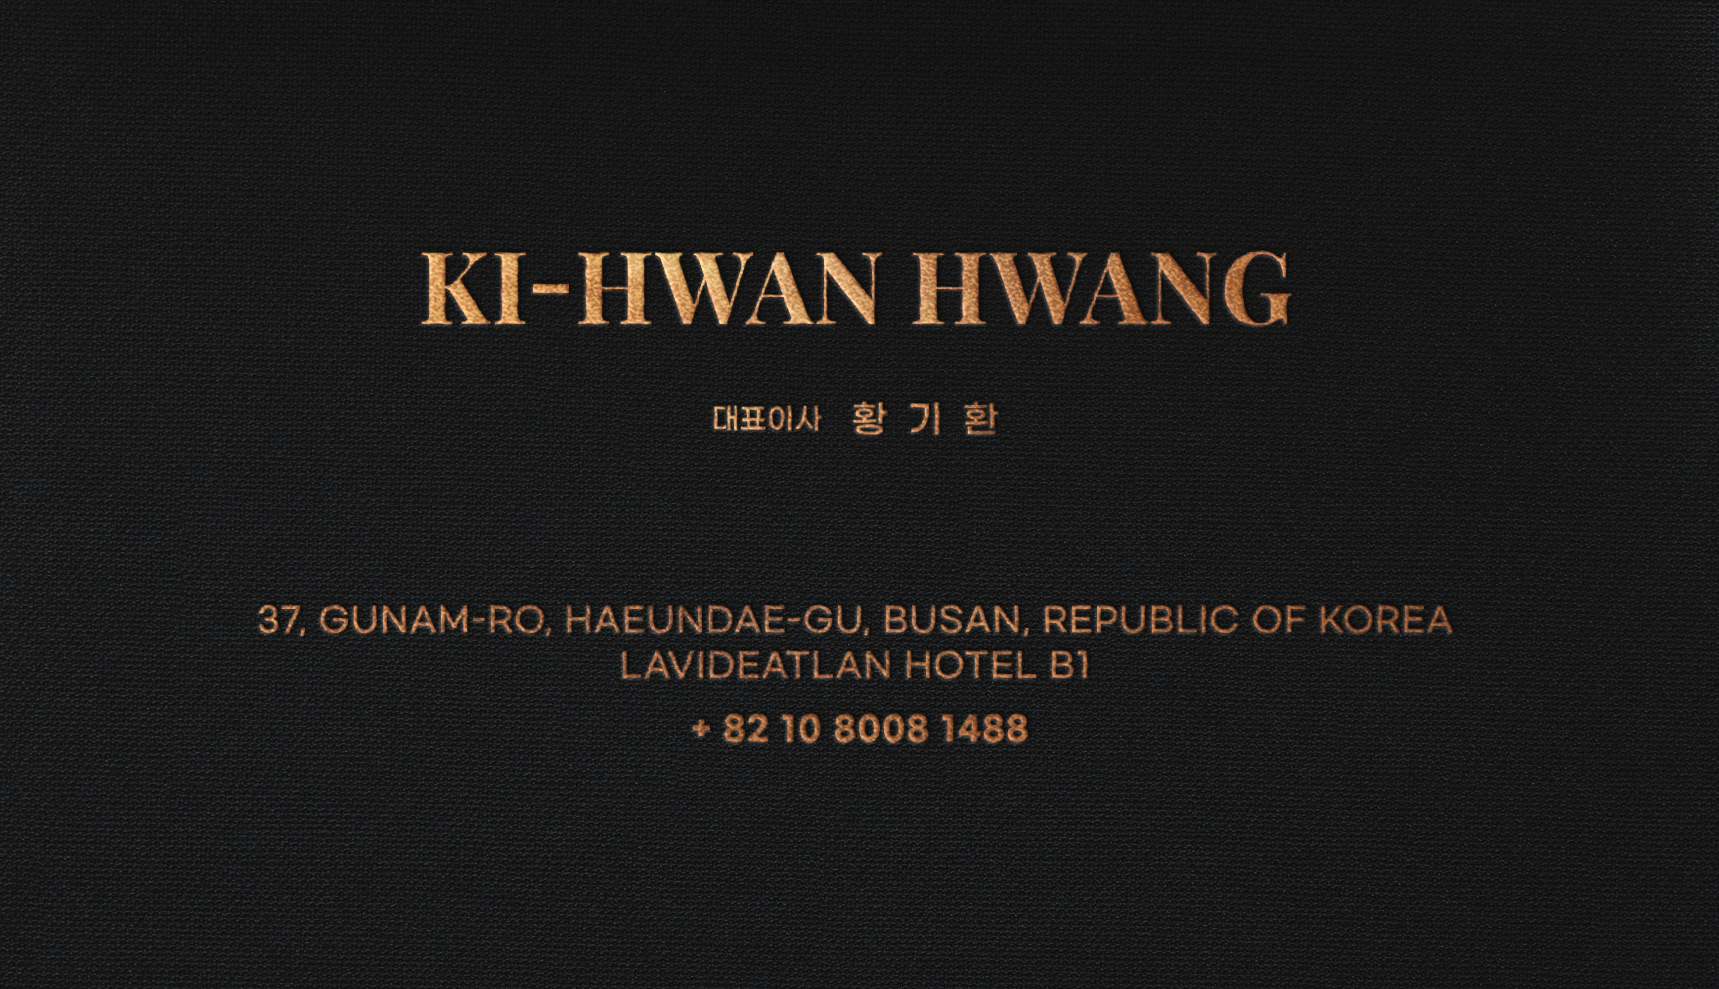 KI-HWAN HWANG
대표이사 황 기 환
37, GUNAM-RO, HAEUNDAE-GU, BUSAN, REPUBLIC OF KOREA
LAVIDEATLAN HOTEL B1
+ 82 10 8008 1488